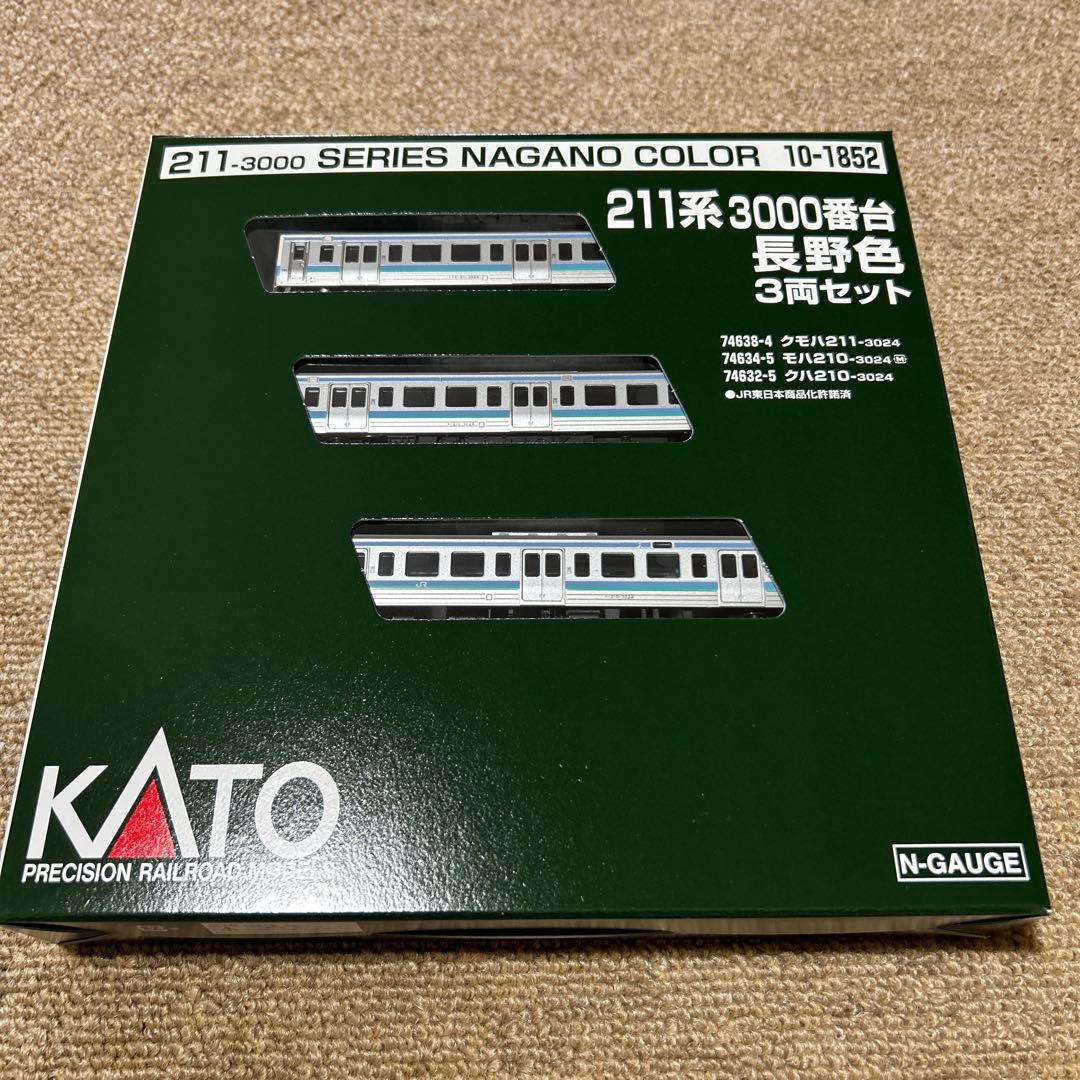 211-3000 SERIES NAGANO COLOR 10-1852
211系 3000番台
長野色
3両セット
74638-4 クモハ211-3024
74634-5 モハ210-3024 M
74632-5 クハ210-3024
●JR東日本商品化許諾済
JR
KATO
PRECISION RAILROAD MODELS
N-GAUGE